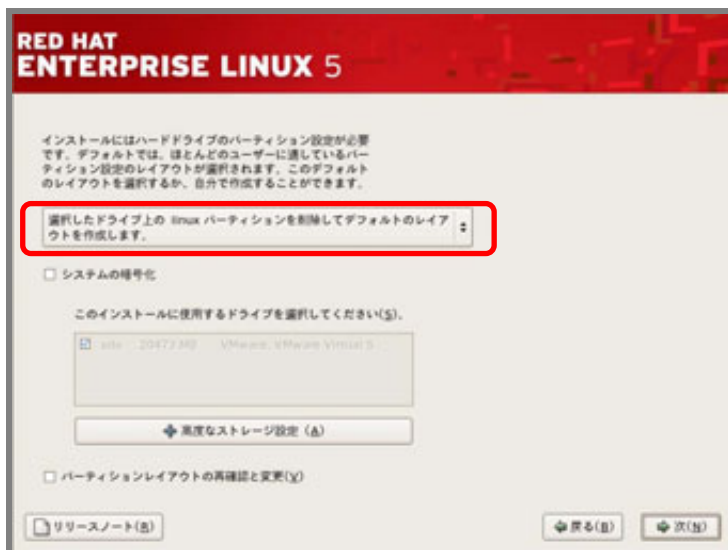 RED HAT
ENTERPRISE LINUX 5
インストールにはハードドライブのパーティション設定が必要
です。デフォルトでは、ほとんどのユーザーに適しているパー
ティション設定のレイアウトが選択されます。このデフォルト
のレイアウトを選択するか、自分で作成することができます。
選択したドライブ上の linux パーティションを削除してデフォルトのレイア
ウトを作成します。
システムの暗号化
このインストールに使用するドライブを選択してください(S)。
20473 MB VMware, VMware Virtual S
高度なストレージ設定 (A)
パーティションレイアウトの再確認と変更(V)
リリースノート(R)
戻る(B)
次(N)